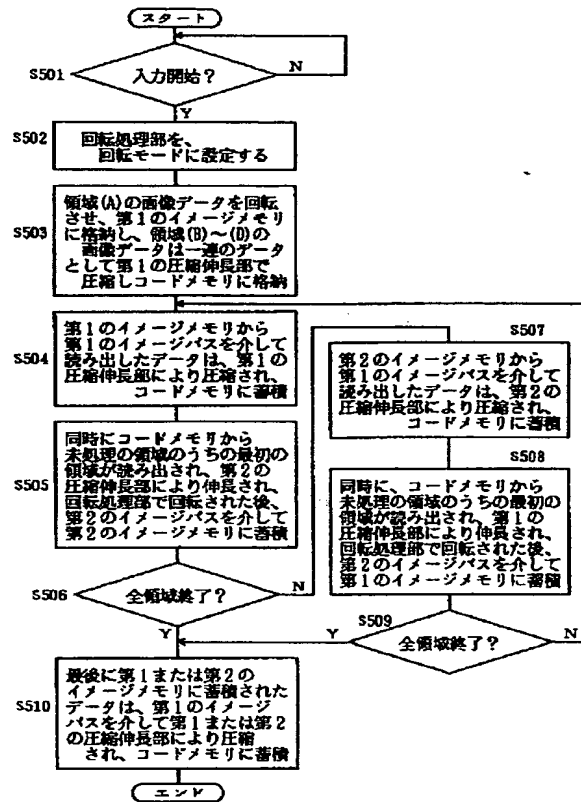 スタート
S501
入力開始？
N
Y
S502
回転処理部を、
回転モードに設定する
S503
領域(A)の画像データを回転
させ、第1のイメージメモリ
に格納し、領域(B)～(D)の
画像データは一連のデータ
として第1の圧縮伸長部で
圧縮しコードメモリに格納
S504
第1のイメージメモリから
第1のイメージバスを介して
読み出したデータは、第1の
圧縮伸長部により圧縮され、
コードメモリに蓄積
S505
同時にコードメモリから
未処理の領域のうちの最初の
領域が読み出され、第2の
圧縮伸長部により伸長され、
回転処理部で回転された後、
第2のイメージバスを介して
第2のイメージメモリに蓄積
S506
全領域終了？
N
Y
S507
第2のイメージメモリから
第1のイメージバスを介して
読み出したデータは、第2の
圧縮伸長部により圧縮され、
コードメモリに蓄積
S508
同時に、コードメモリから
未処理の領域のうちの最初の
領域が読み出され、第1の
圧縮伸長部により伸長され、
回転処理部で回転された後、
第2のイメージバスを介して
第1のイメージメモリに蓄積
S509
全領域終了？
Y
N
S510
最後に第1または第2の
イメージメモリに蓄積された
データは、第1のイメージ
バスを介して第1または第2
の圧縮伸長部により圧縮
され、コードメモリに蓄積
エンド